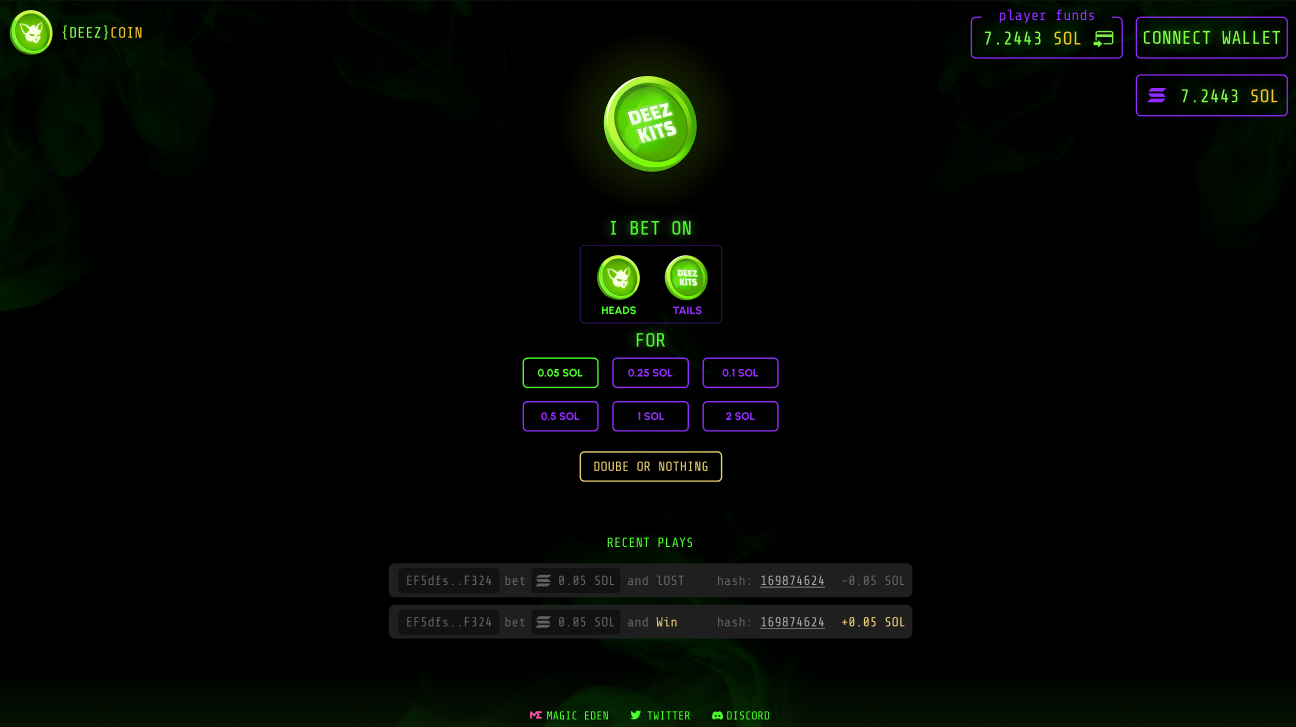 {DEEZ}COIN
player funds
7.2443 SOL
CONNECT WALLET
7.2443 SOL
DEEZ
KITS
I BET ON
DEEZ
KITS
HEADS TAILS
FOR
0.05 SOL 0.25 SOL 0.1 SOL
0.5 SOL 1 SOL 2 SOL
DOUBE OR NOTHING
RECENT PLAYS
EF5dfs..F324 bet 0.05 SOL and lOST hash: 169874624 -0.05 SOL
EF5dfs..F324 bet 0.05 SOL and Win hash: 169874624 +0.05 SOL
MAGIC EDEN TWITTER DISCORD